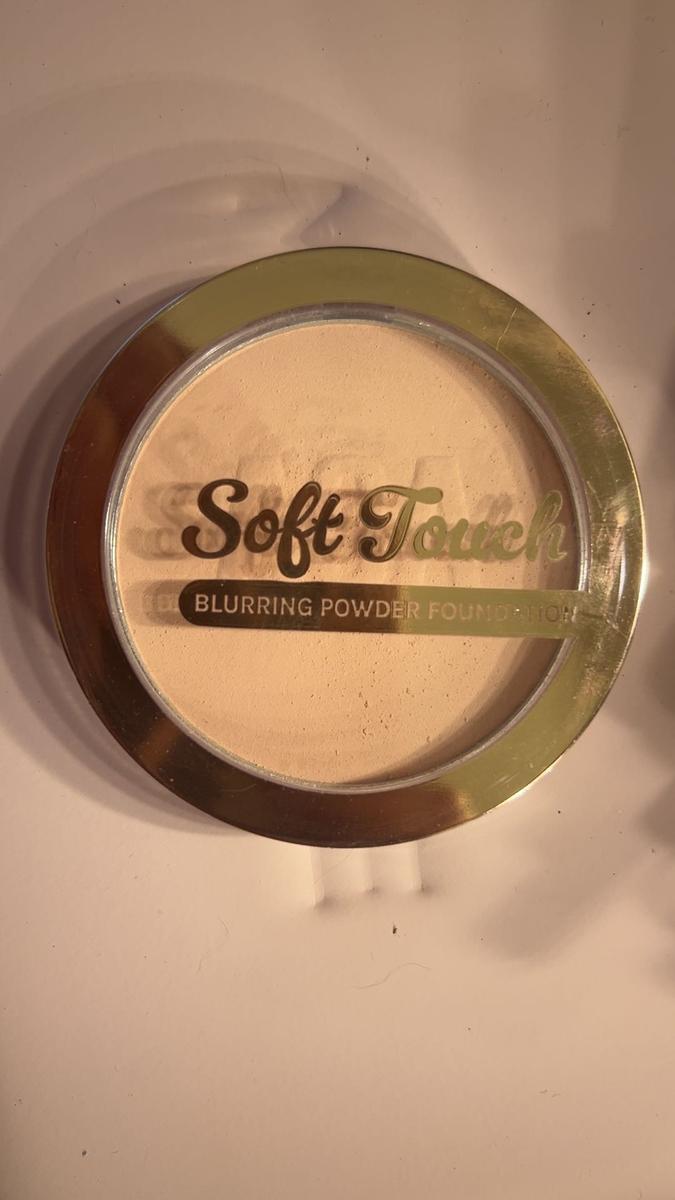 Soft Touch
BLURRING POWDER FOUNDATION